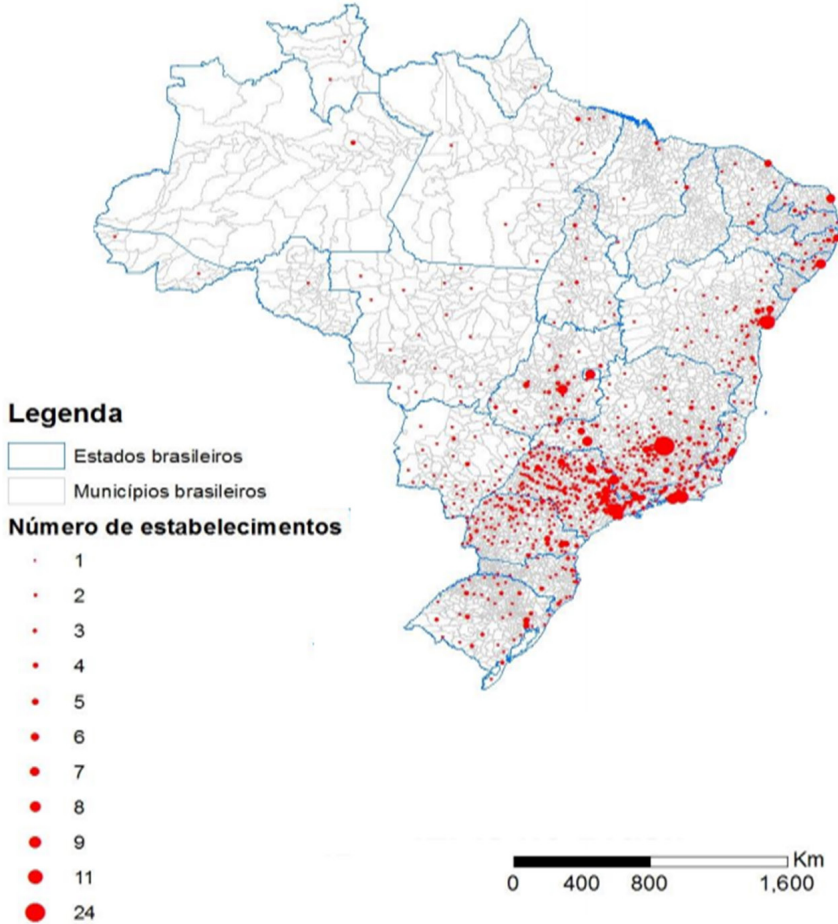 Legenda
Estados brasileiros
Municípios brasileiros
Número de estabelecimentos
1
2
3
4
5
6
7
8
9
11
24
Km
0 400 800 1,600